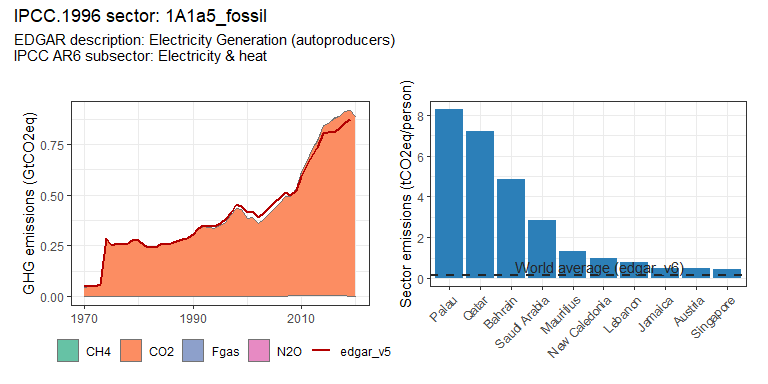 IPCC.1996 sector: 1A1a5_fossil
EDGAR description: Electricity Generation (autoproducers)
IPCC AR6 subsector: Electricity & heat
GHG emissions (GtCO2eq)
0.75
0.50
0.25
0.00
1970
1990
2010
CH4
CO2
Fgas
N2O
edgar_v5
Sector emissions (tCO2eq/person)
8
6
4
2
0
World average (edgar_v6)
Palau
Qatar
Bahrain
Saudi Arabia
Mauritius
New Caledonia
Lebanon
Jamaica
Austria
Singapore